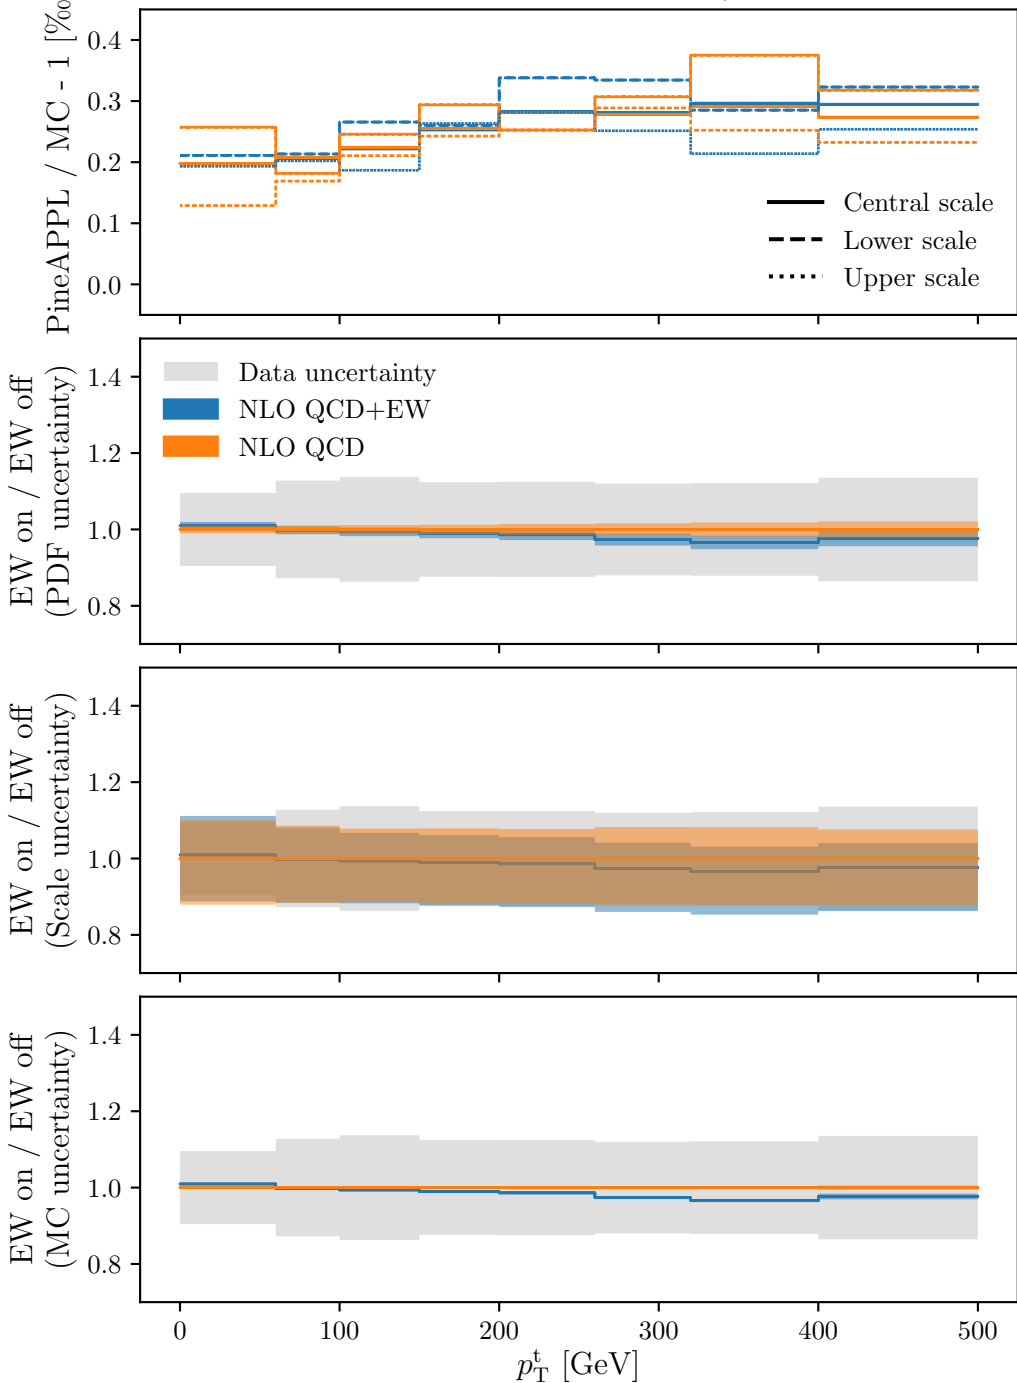 PineAPPL / MC - 1 [‰
0.4
0.3
0.2
0.1
0.0
Central scale
Lower scale
Upper scale
EW on / EW off
(PDF uncertainty)
1.4
1.2
1.0
0.8
Data uncertainty
NLO QCD+EW
NLO QCD
EW on / EW off
(Scale uncertainty)
1.4
1.2
1.0
0.8
EW on / EW off
(MC uncertainty)
1.4
1.2
1.0
0.8
0 100 200 300 400 500
p_T^t [GeV]